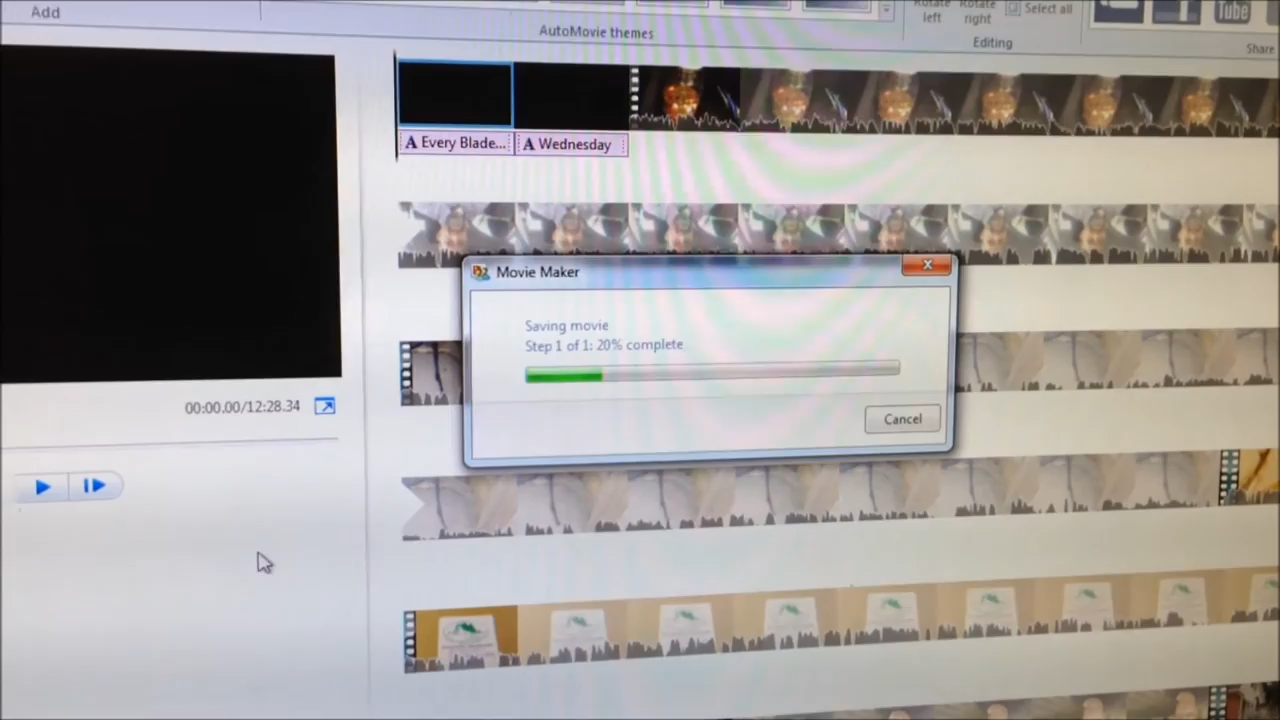 Add
AutoMovie themes
Rotate left
Rotate right
Select all
Editing
Tube
Share
A Every Blade...
A Wednesday
Movie Maker
Saving movie
Step 1 of 1: 20% complete
Cancel
00:00.00/12:28.34